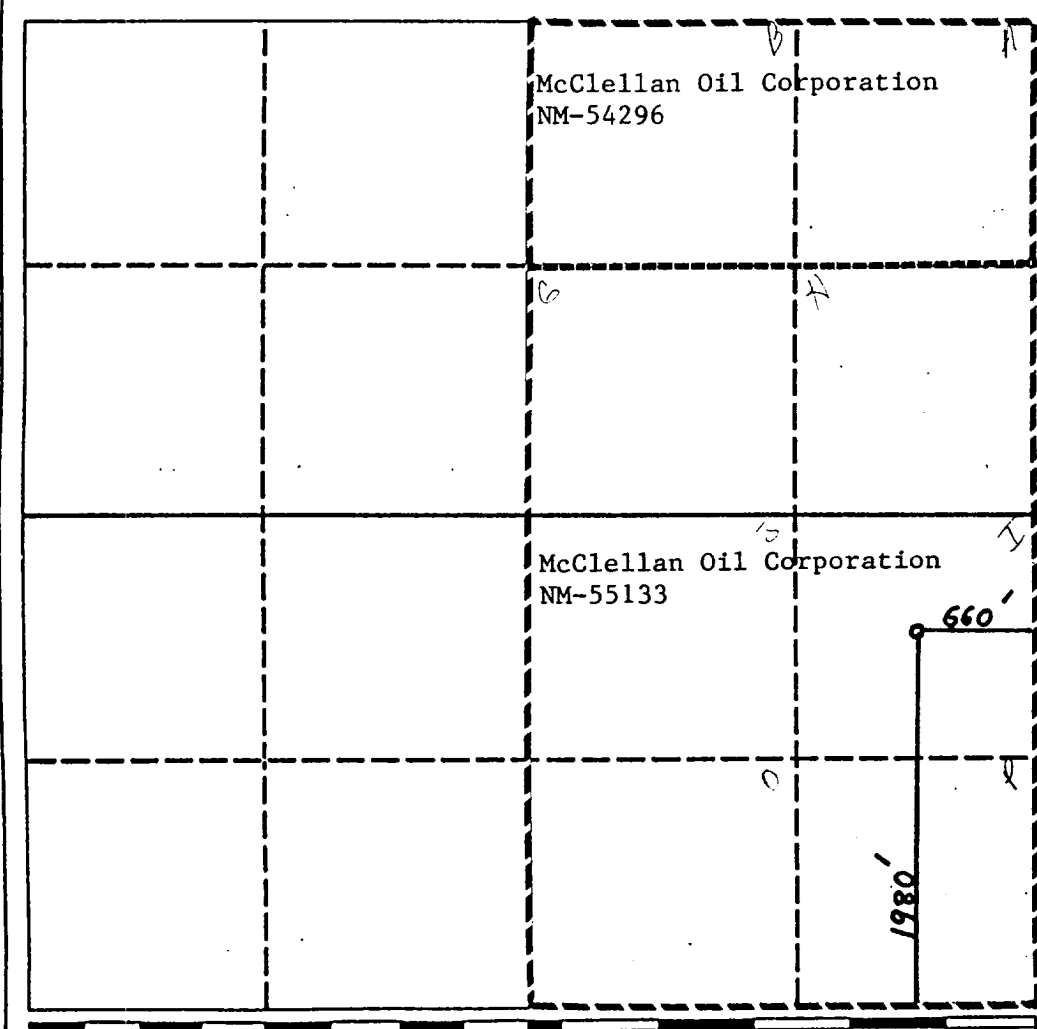 B A
McClellan Oil Corporation
NM-54296
G H
J I
McClellan Oil Corporation
NM-55133
660'
O P
1980'